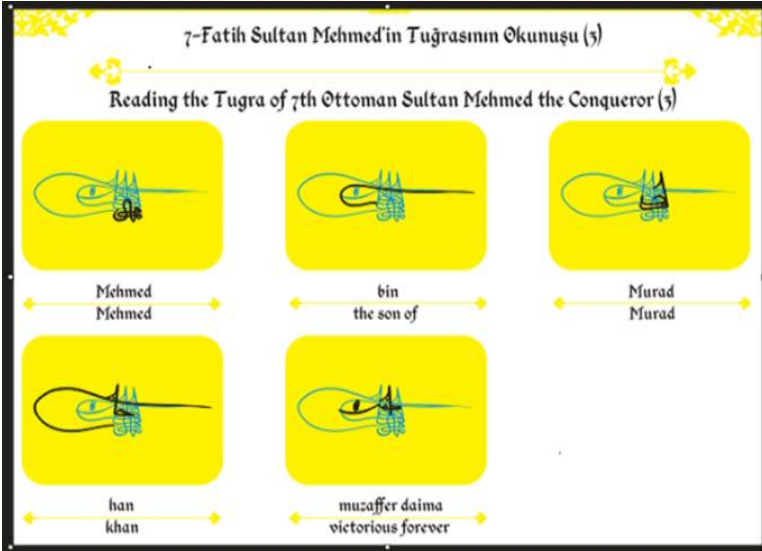 7-Fatih Sultan Mehmed'in Tuğrasının Okunuşu (3)
Reading the Tugra of 7th Ottoman Sultan Mehmed the Conqueror (3)
Mehmed
Mehmed
bin
the son of
Murad
Murad
han
khan
muzaffer daima
victorious forever